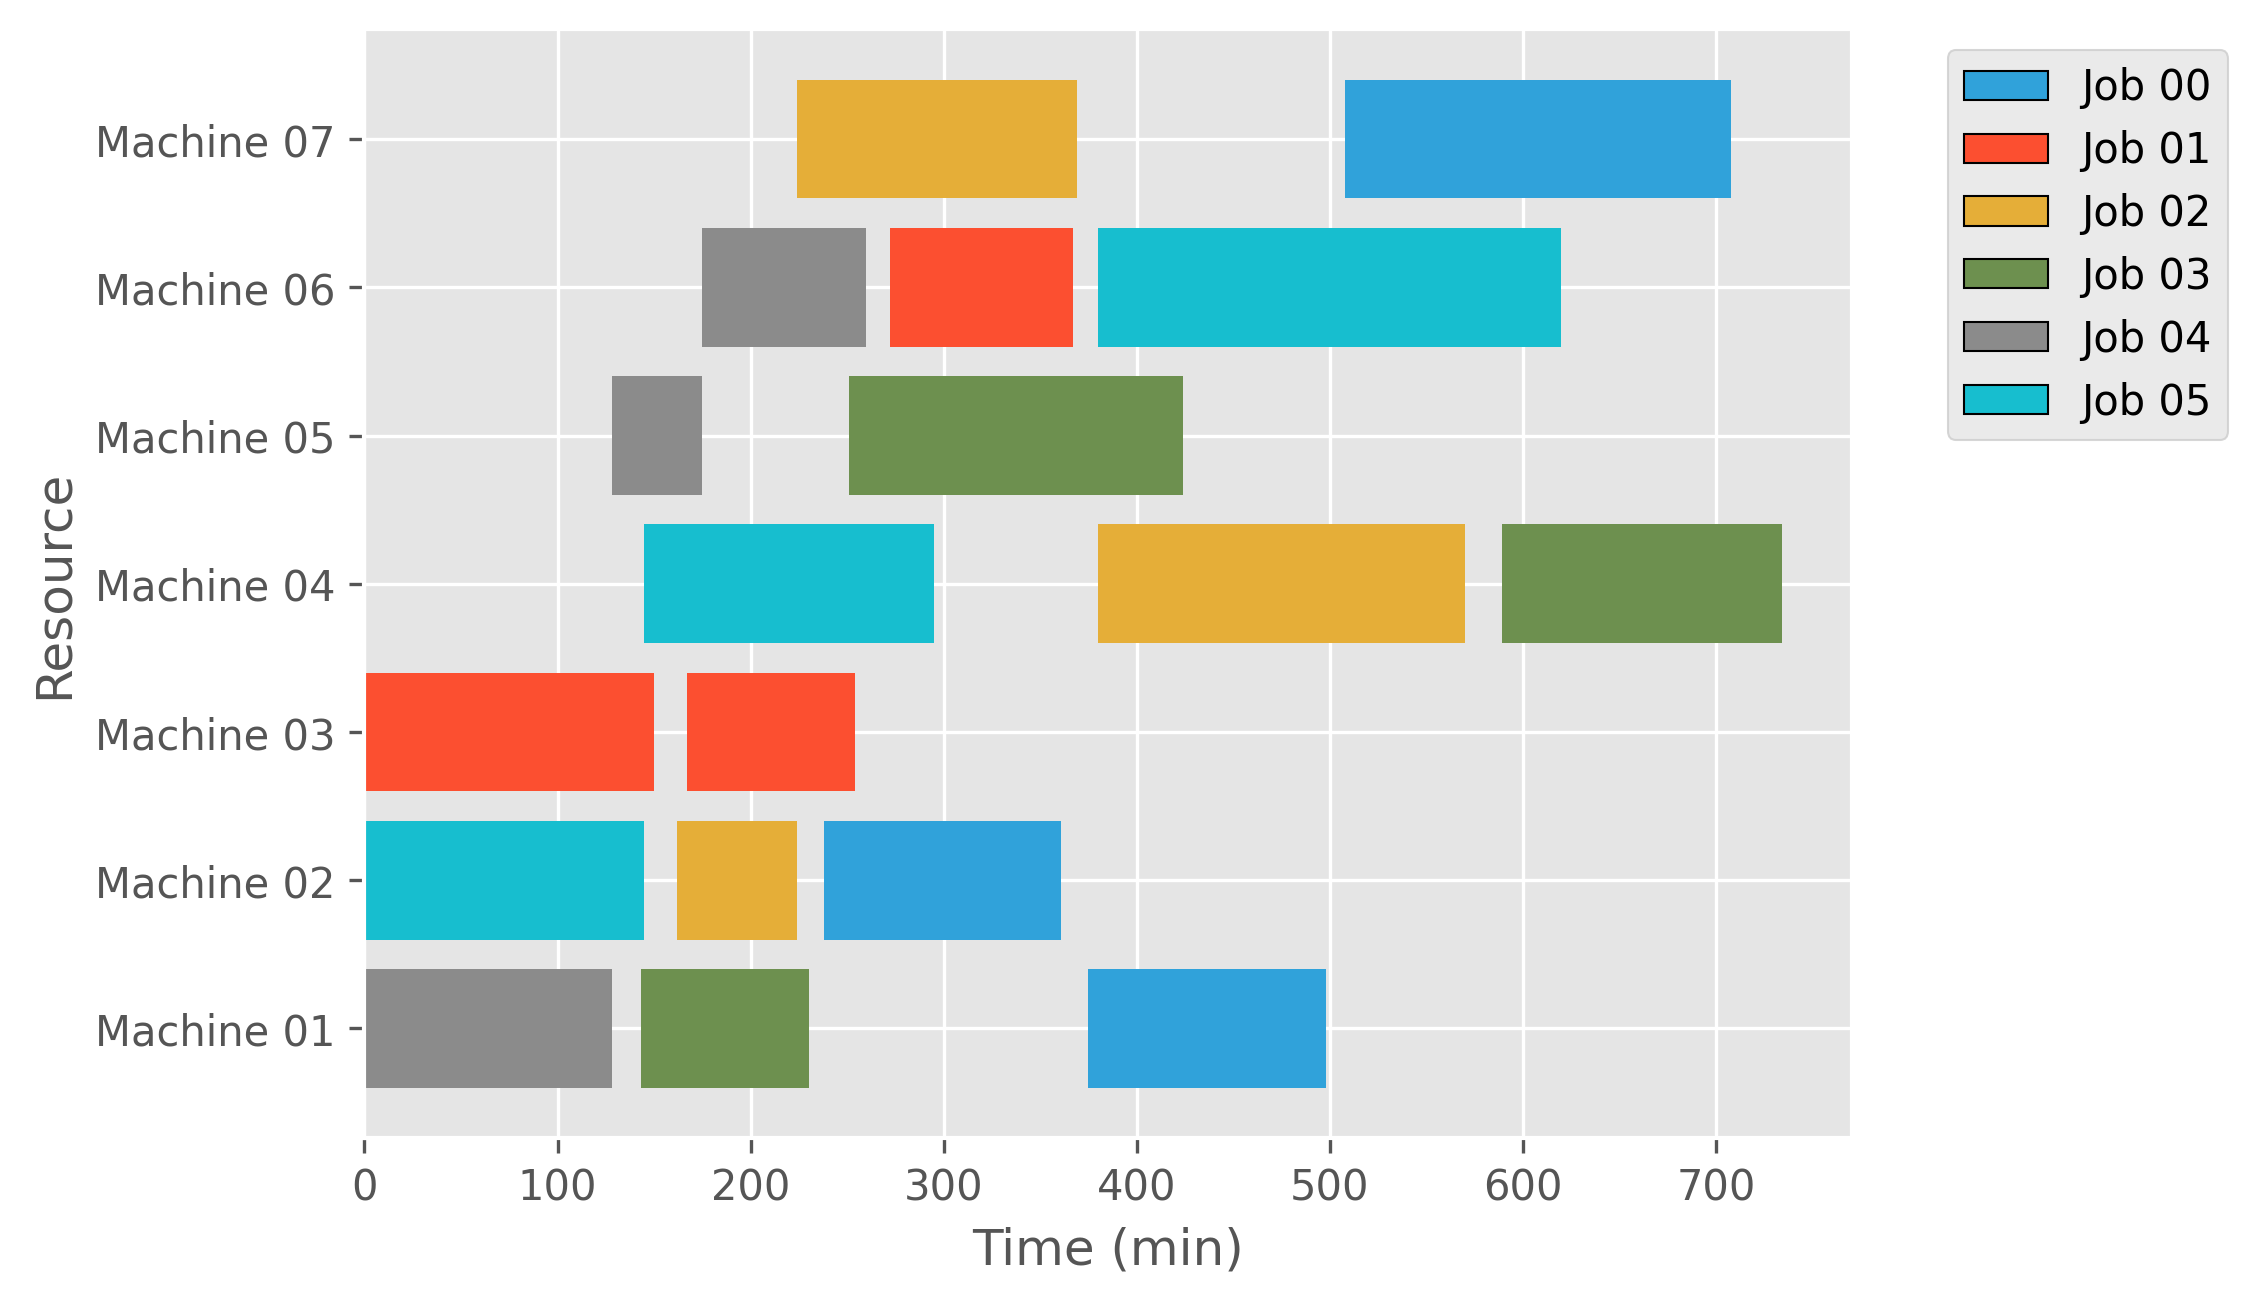 Machine 07
Machine 06
Machine 05
Machine 04
Machine 03
Machine 02
Machine 01
Resource
0 100 200 300 400 500 600 700
Time (min)
Job 00
Job 01
Job 02
Job 03
Job 04
Job 05